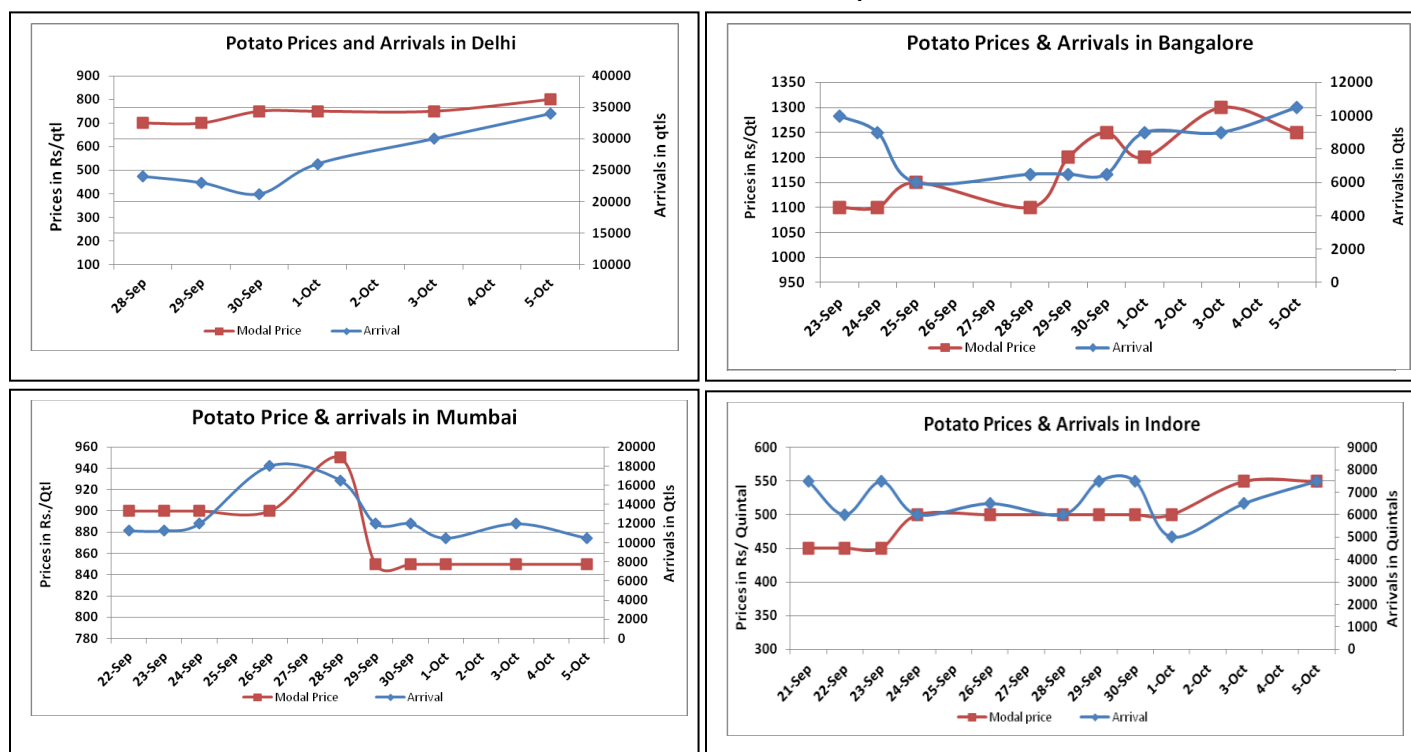 Potato Prices and Arrivals in Delhi
Prices in Rs/Qtl
900
800
700
600
500
400
300
200
100
40000
35000
30000
25000
20000
15000
10000
Arrivals in qtls
28-Sep
29-Sep
30-Sep
1-Oct
2-Oct
3-Oct
4-Oct
5-Oct
Modal Price
Arrival
Potato Prices & Arrivals in Bangalore
Prices in Rs/Qtl
1350
1300
1250
1200
1150
1100
1050
1000
950
12000
10000
8000
6000
4000
2000
0
Arrivals in Qtls
23-Sep
24-Sep
25-Sep
26-Sep
27-Sep
28-Sep
29-Sep
30-Sep
1-Oct
2-Oct
3-Oct
4-Oct
5-Oct
Modal Price
Arrival
Potato Price & arrivals in Mumbai
Prices in Rs./Qtl
960
940
920
900
880
860
840
820
800
780
20000
18000
16000
14000
12000
10000
8000
6000
4000
2000
0
Arrivals in Qtls
22-Sep
23-Sep
24-Sep
25-Sep
26-Sep
27-Sep
28-Sep
29-Sep
30-Sep
1-Oct
2-Oct
3-Oct
4-Oct
5-Oct
Modal Price
Arrival
Potato Prices & Arrivals in Indore
Prices in Rs/ Quintal
600
550
500
450
400
350
300
9000
8000
7000
6000
5000
4000
3000
2000
1000
0
Arrivals in Quintals
21-Sep
22-Sep
23-Sep
24-Sep
25-Sep
26-Sep
27-Sep
28-Sep
29-Sep
30-Sep
1-Oct
2-Oct
3-Oct
4-Oct
5-Oct
Modal price
Arrival